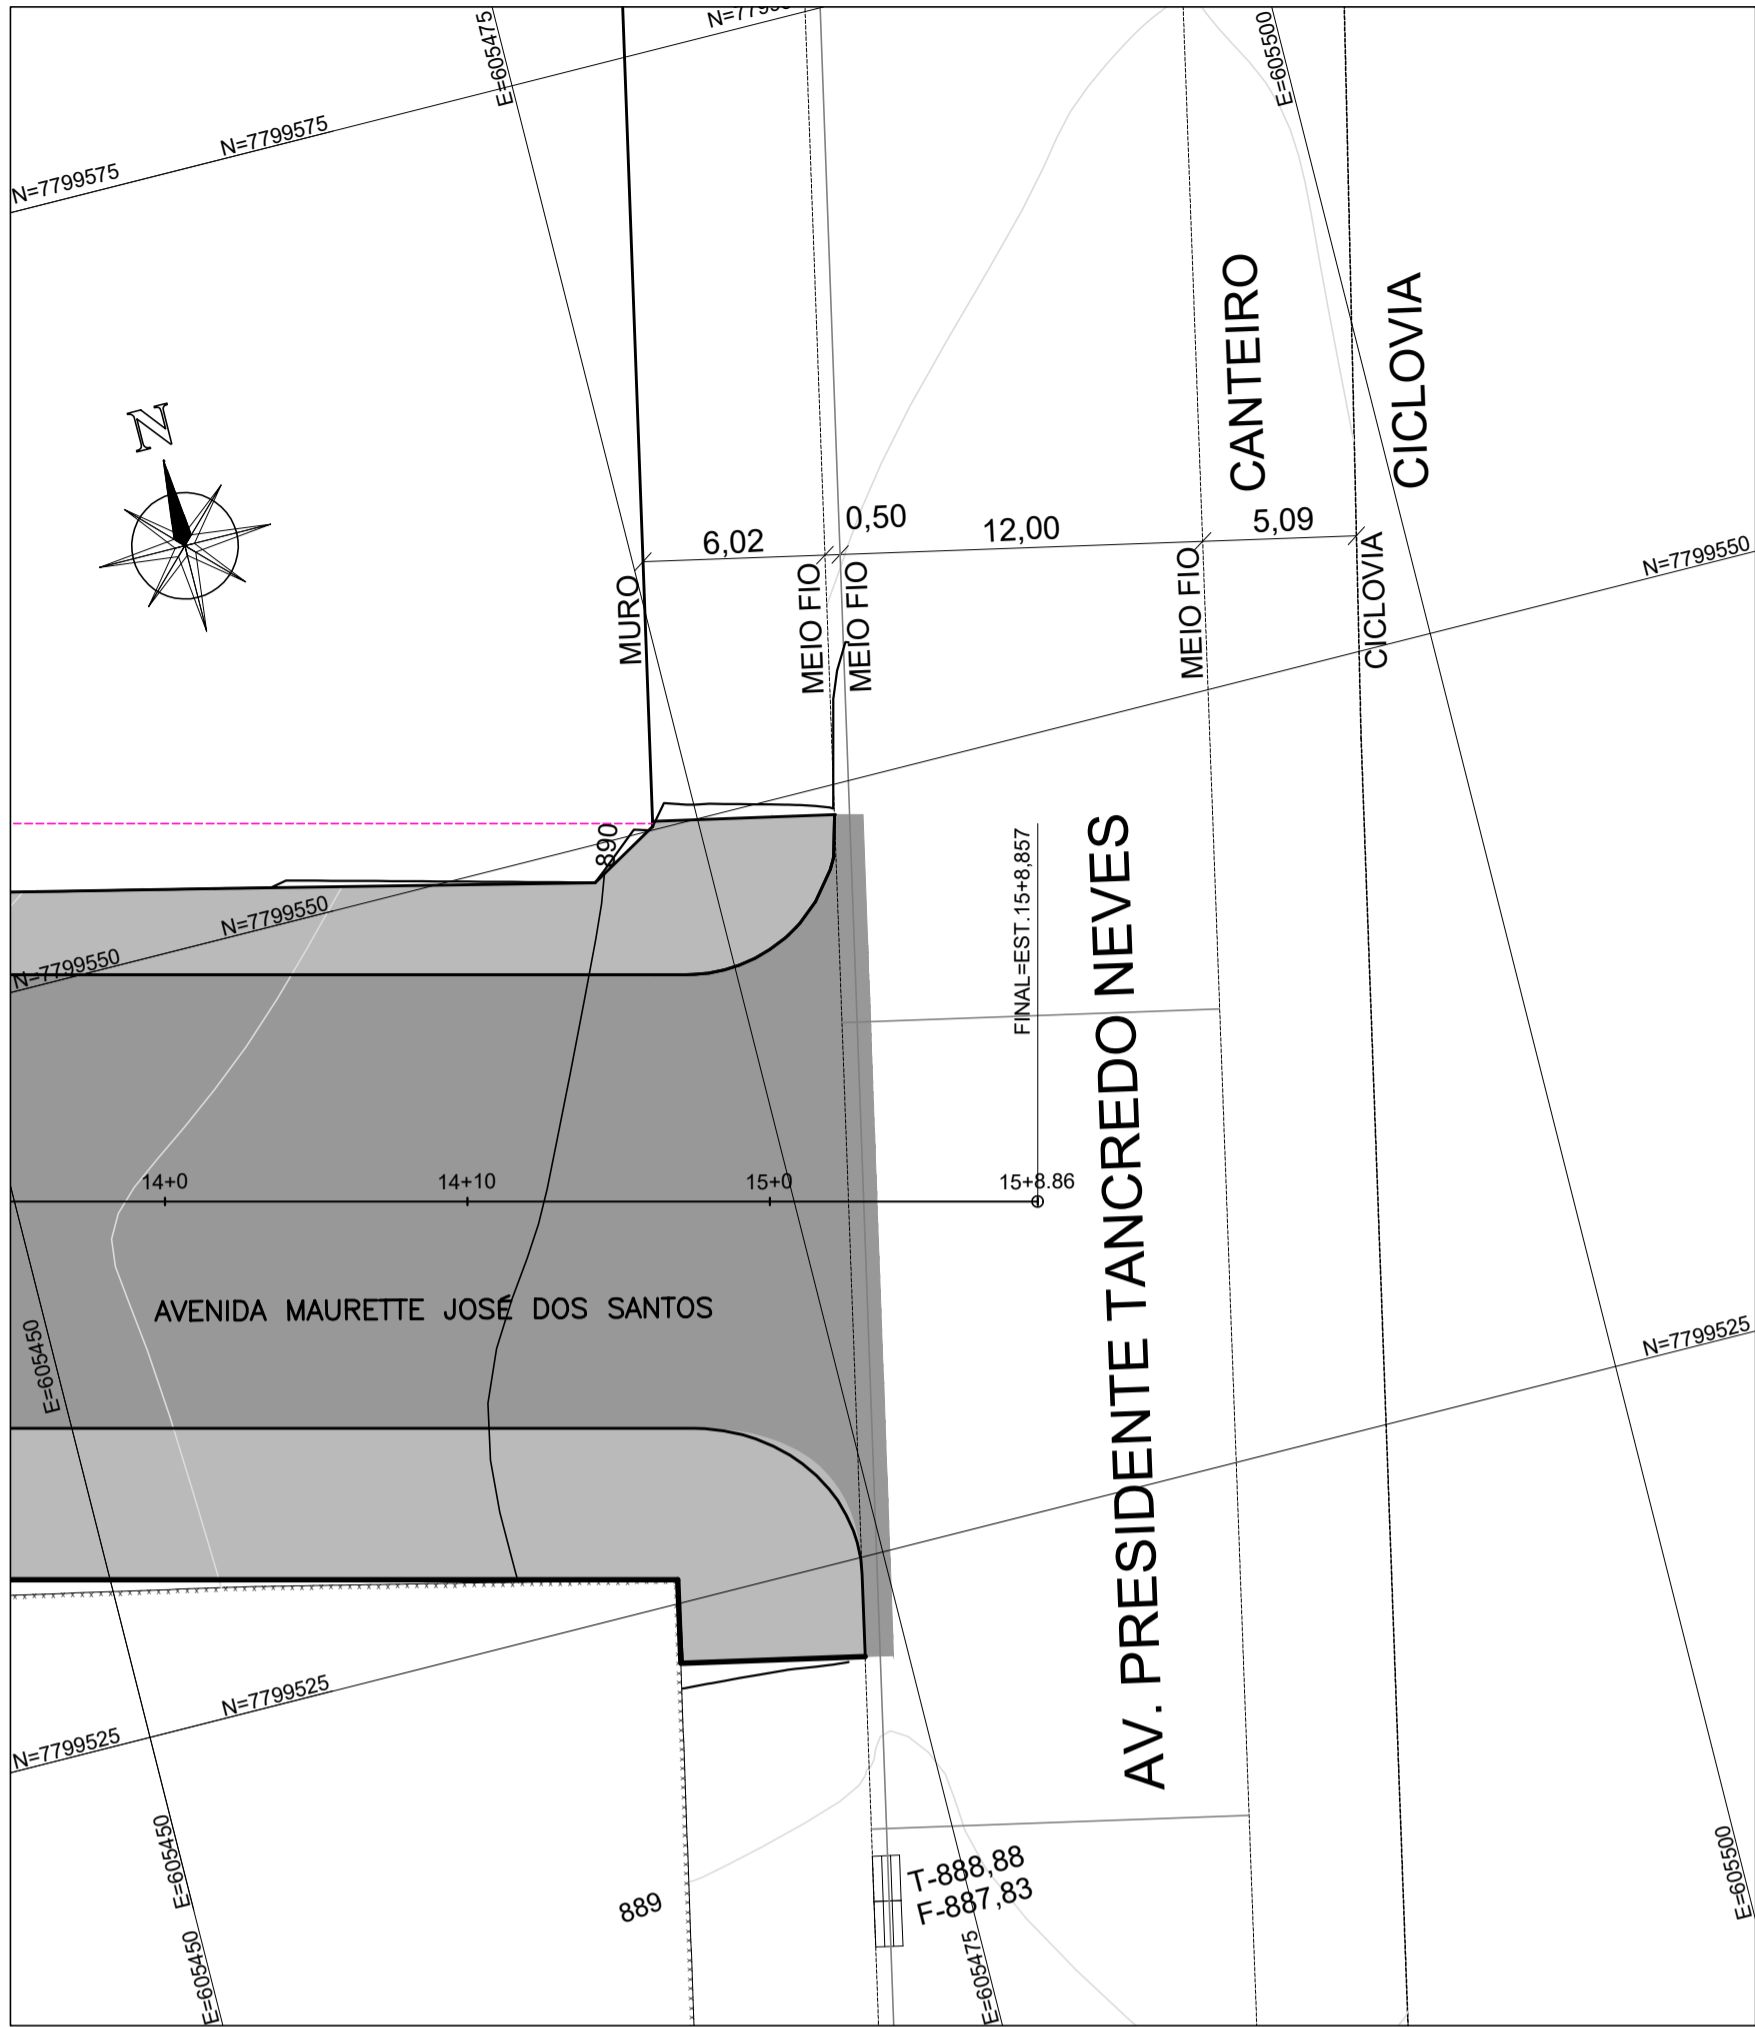 E=605475
N=7799
E=605500
N=7799575
N=7799575
N
CANTEIRO
CICLOVIA
6,02
0,50
12,00
5,09
MURO
MEIO FIO
MEIO FIO
MEIO FIO
CICLOVIA
N=7799550
890
FINAL=EST.15+8,857
AV. PRESIDENTE TANCREDO NEVES
N=7799550
N=7799550
14+0
14+10
15+0
15+8.86
AVENIDA MAURETTE JOSÉ DOS SANTOS
E=605450
N=7799525
N=7799525
N=7799525
E=605450
E=605450
889
T-888,88
F-887,83
E=605475
E=605500